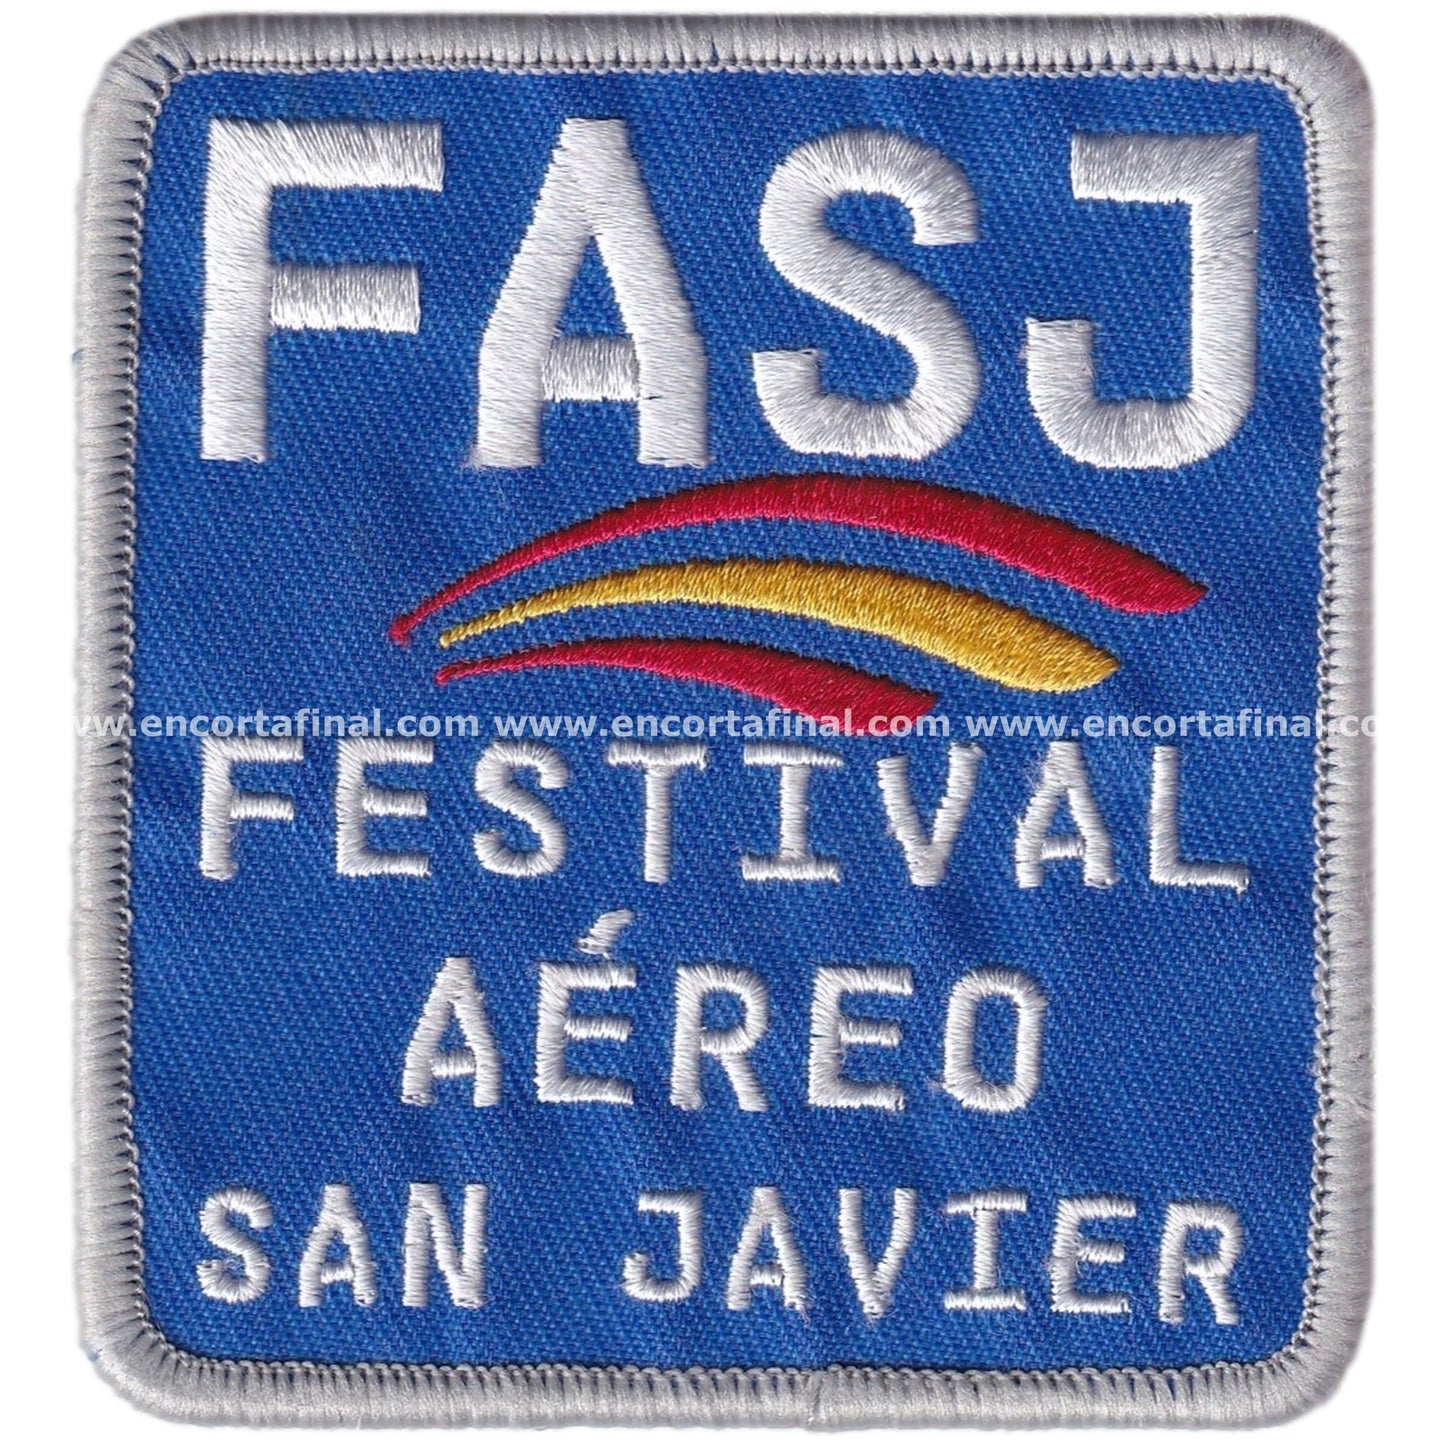 FASJ
www.encortafinal.com www.encortafinal.com www.encortafinal.co
FESTIVAL
AÉREO
SAN JAVIER